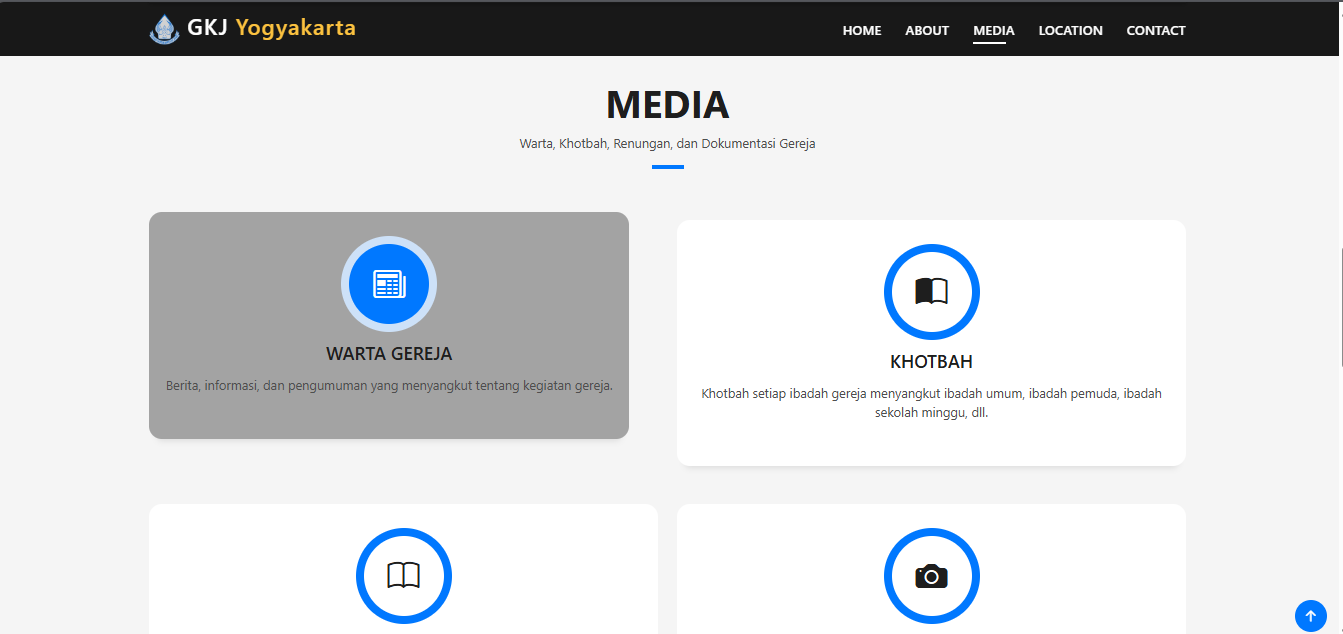 GKJ Yogyakarta
HOME ABOUT MEDIA LOCATION CONTACT
MEDIA
Warta, Khotbah, Renungan, dan Dokumentasi Gereja
WARTA GEREJA
Berita, informasi, dan pengumuman yang menyangkut tentang kegiatan gereja.
KHOTBAH
Khotbah setiap ibadah gereja menyangkut ibadah umum, ibadah pemuda, ibadah
sekolah minggu, dll.